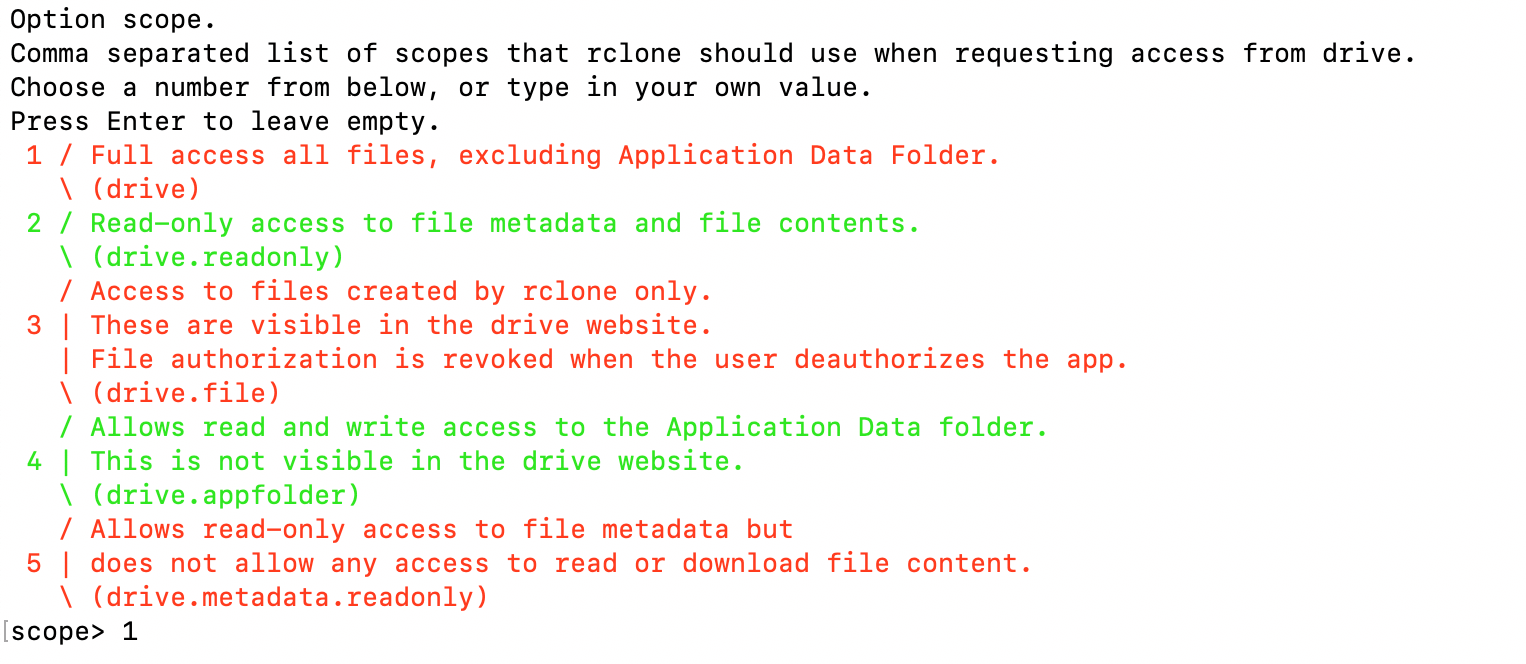 Option scope.
Comma separated list of scopes that rclone should use when requesting access from drive.
Choose a number from below, or type in your own value.
Press Enter to leave empty.
 1 / Full access all files, excluding Application Data Folder.
   \ (drive)
 2 / Read-only access to file metadata and file contents.
   \ (drive.readonly)
   / Access to files created by rclone only.
 3 | These are visible in the drive website.
   | File authorization is revoked when the user deauthorizes the app.
   \ (drive.file)
   / Allows read and write access to the Application Data folder.
 4 | This is not visible in the drive website.
   \ (drive.appfolder)
   / Allows read-only access to file metadata but
 5 | does not allow any access to read or download file content.
   \ (drive.metadata.readonly)
[scope> 1